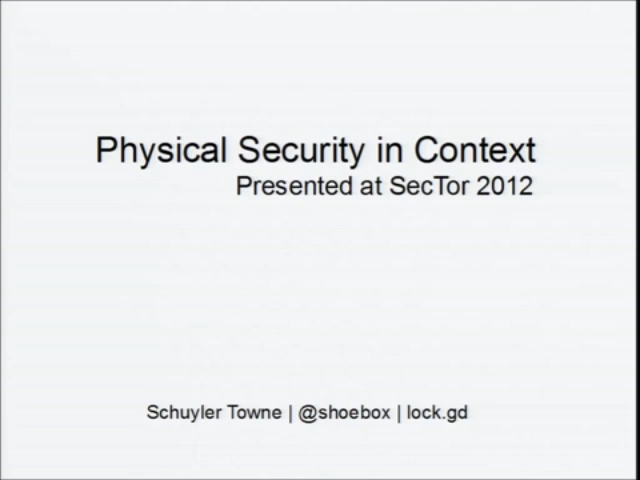 Physical Security in Context
Presented at SecTor 2012
Schuyler Towne | @shoebox | lock.gd